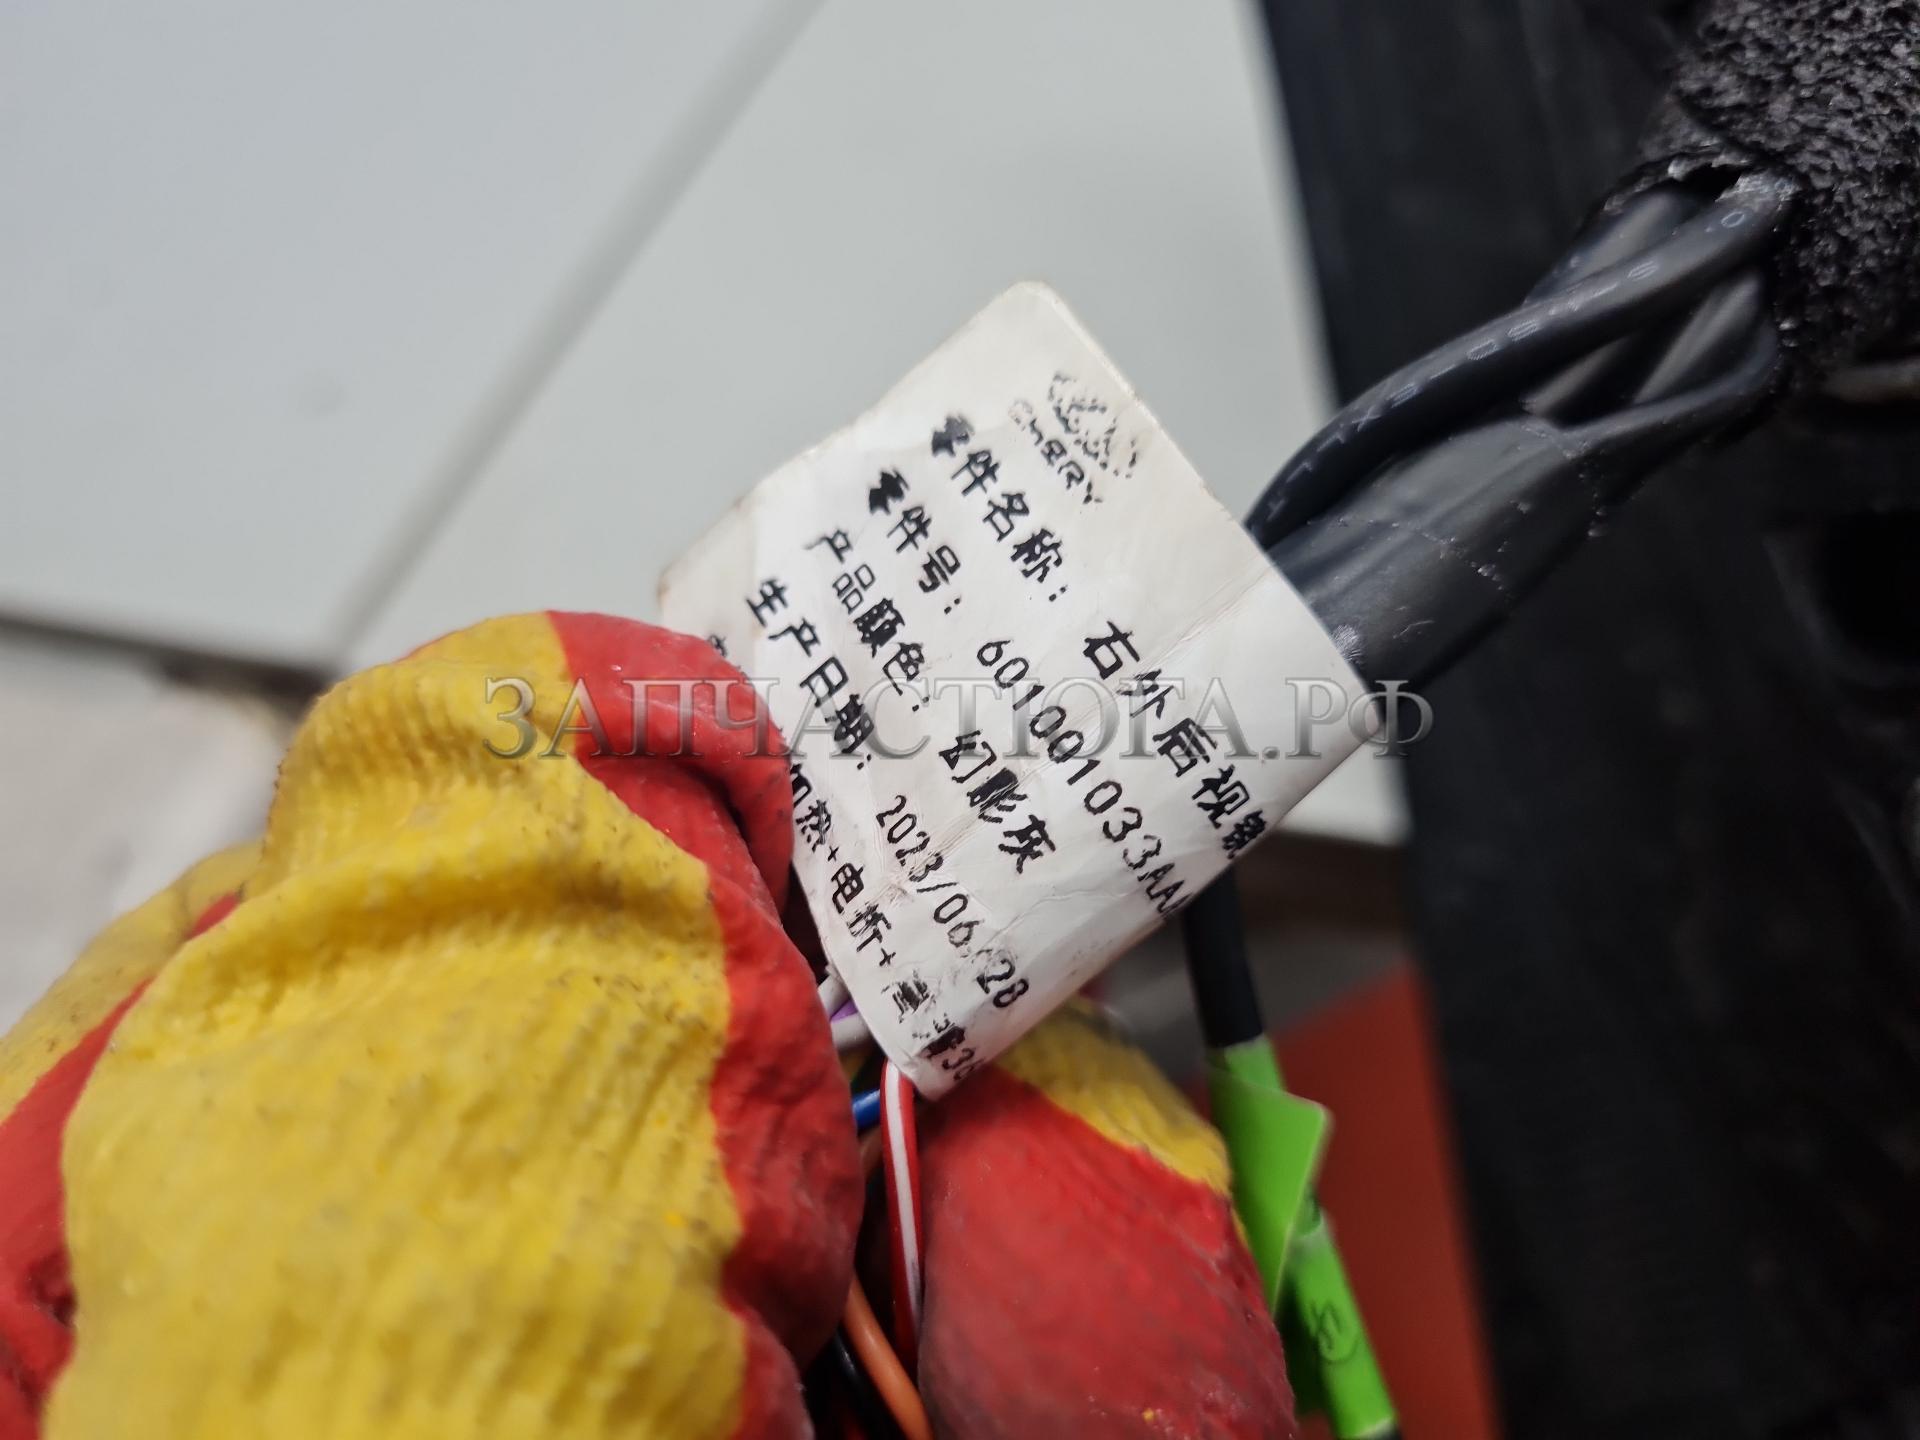 CHERY
零件名称: 右外后视镜
零件号: 601001033AAA
产品颜色: 幻影灰
生产日期: 2023/06/28
加热+电折+
ЗАПЧАСТЮГА.РФ